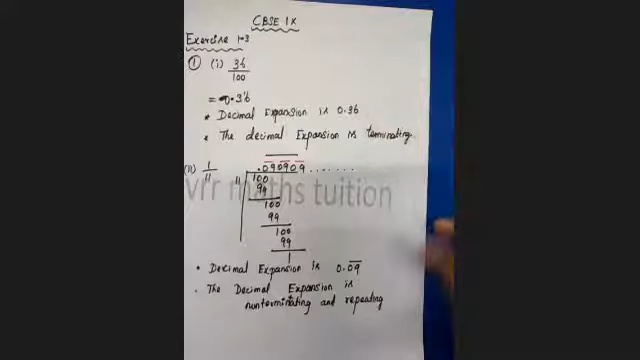 CBSE IX
Exercise 1.3
① (i) 36/100
= 0.36
* Decimal Expansion is 0.36
* The decimal Expansion is terminating.
(ii) 1/11
.090909.......
11 100
99
100
99
100
99
1
vrr maths tuition
• Decimal Expansion is 0.0̅9̅
. The Decimal Expansion is
nonterminating and repeating